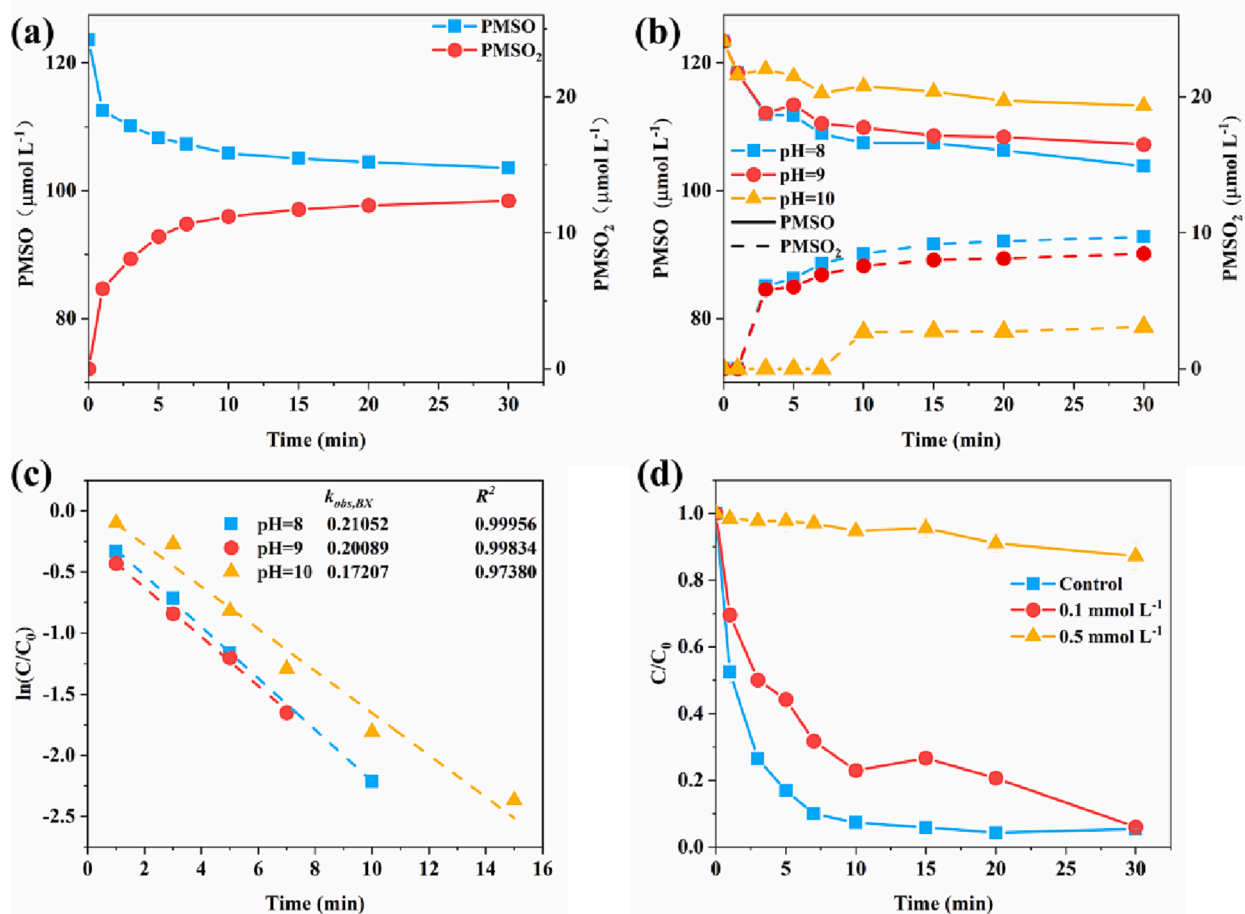 (a)
PMSO
PMSO₂
120
100
80
20
10
0
PMSO（μmol L⁻¹)
PMSO₂（μmol L⁻¹)
0 5 10 15 20 25 30
Time (min)
(b)
120
100
80
20
10
0
pH=8
pH=9
pH=10
PMSO
PMSO₂
PMSO (μmol L⁻¹)
PMSO₂ (μmol L⁻¹)
0 5 10 15 20 25 30
Time (min)
(c)
k_obs,BX R²
pH=8 0.21052 0.99956
pH=9 0.20089 0.99834
pH=10 0.17207 0.97380
0.0
-0.5
-1.0
-1.5
-2.0
-2.5
ln(C/C₀)
0 2 4 6 8 10 12 14 16
Time (min)
(d)
1.0
0.8
0.6
0.4
0.2
0.0
Control
0.1 mmol L⁻¹
0.5 mmol L⁻¹
C/C₀
0 5 10 15 20 25 30
Time (min)